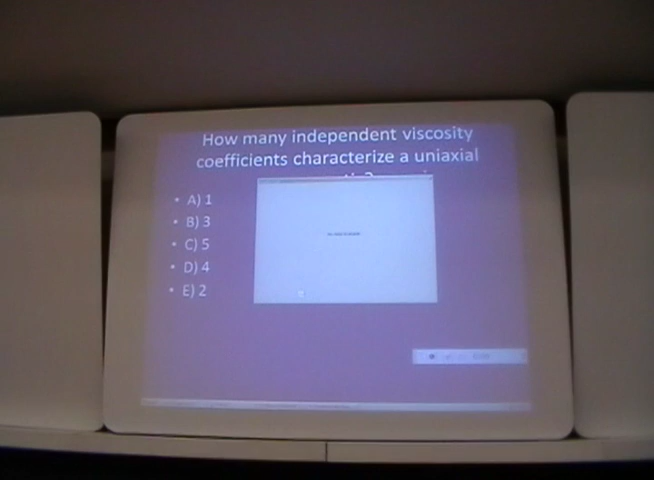 How many independent viscosity
coefficients characterize a uniaxial
• A) 1
• B) 3
• C) 5
• D) 4
• E) 2